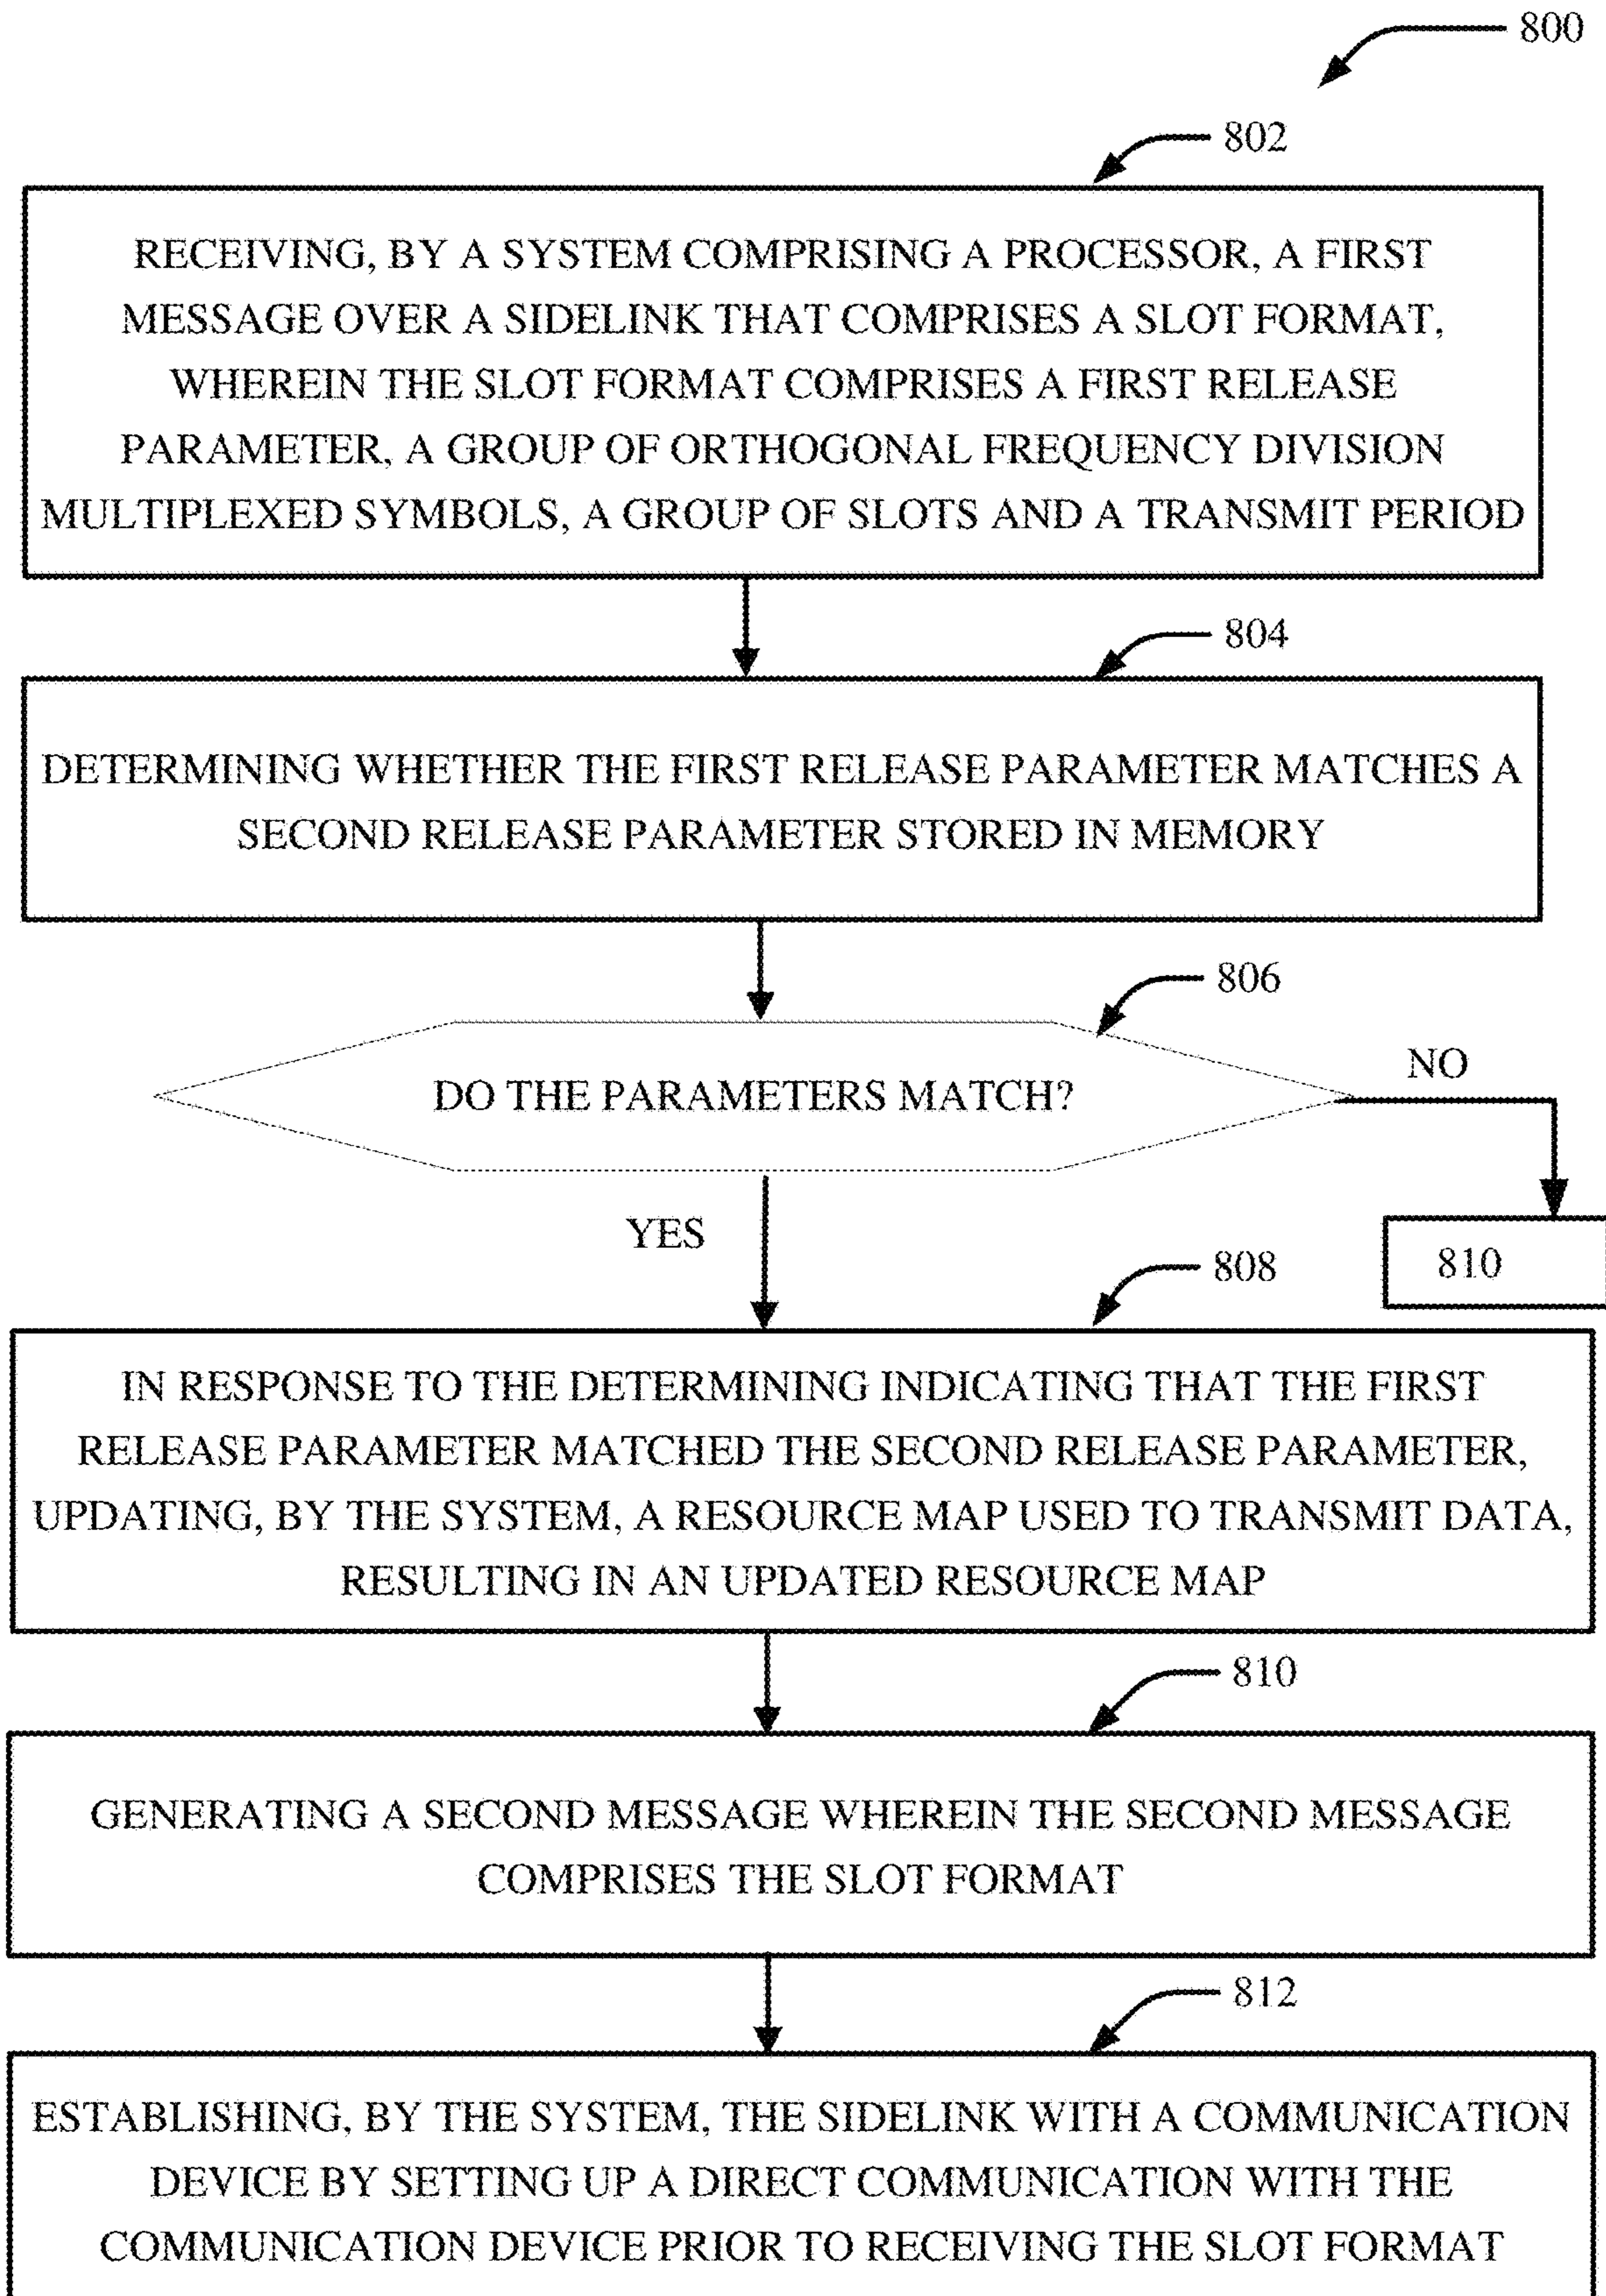 800
802
RECEIVING, BY A SYSTEM COMPRISING A PROCESSOR, A FIRST
MESSAGE OVER A SIDELINK THAT COMPRISES A SLOT FORMAT,
WHEREIN THE SLOT FORMAT COMPRISES A FIRST RELEASE
PARAMETER, A GROUP OF ORTHOGONAL FREQUENCY DIVISION
MULTIPLEXED SYMBOLS, A GROUP OF SLOTS AND A TRANSMIT PERIOD
804
DETERMINING WHETHER THE FIRST RELEASE PARAMETER MATCHES A
SECOND RELEASE PARAMETER STORED IN MEMORY
806
DO THE PARAMETERS MATCH?
NO
YES
810
808
IN RESPONSE TO THE DETERMINING INDICATING THAT THE FIRST
RELEASE PARAMETER MATCHED THE SECOND RELEASE PARAMETER,
UPDATING, BY THE SYSTEM, A RESOURCE MAP USED TO TRANSMIT DATA,
RESULTING IN AN UPDATED RESOURCE MAP
810
GENERATING A SECOND MESSAGE WHEREIN THE SECOND MESSAGE
COMPRISES THE SLOT FORMAT
812
ESTABLISHING, BY THE SYSTEM, THE SIDELINK WITH A COMMUNICATION
DEVICE BY SETTING UP A DIRECT COMMUNICATION WITH THE
COMMUNICATION DEVICE PRIOR TO RECEIVING THE SLOT FORMAT